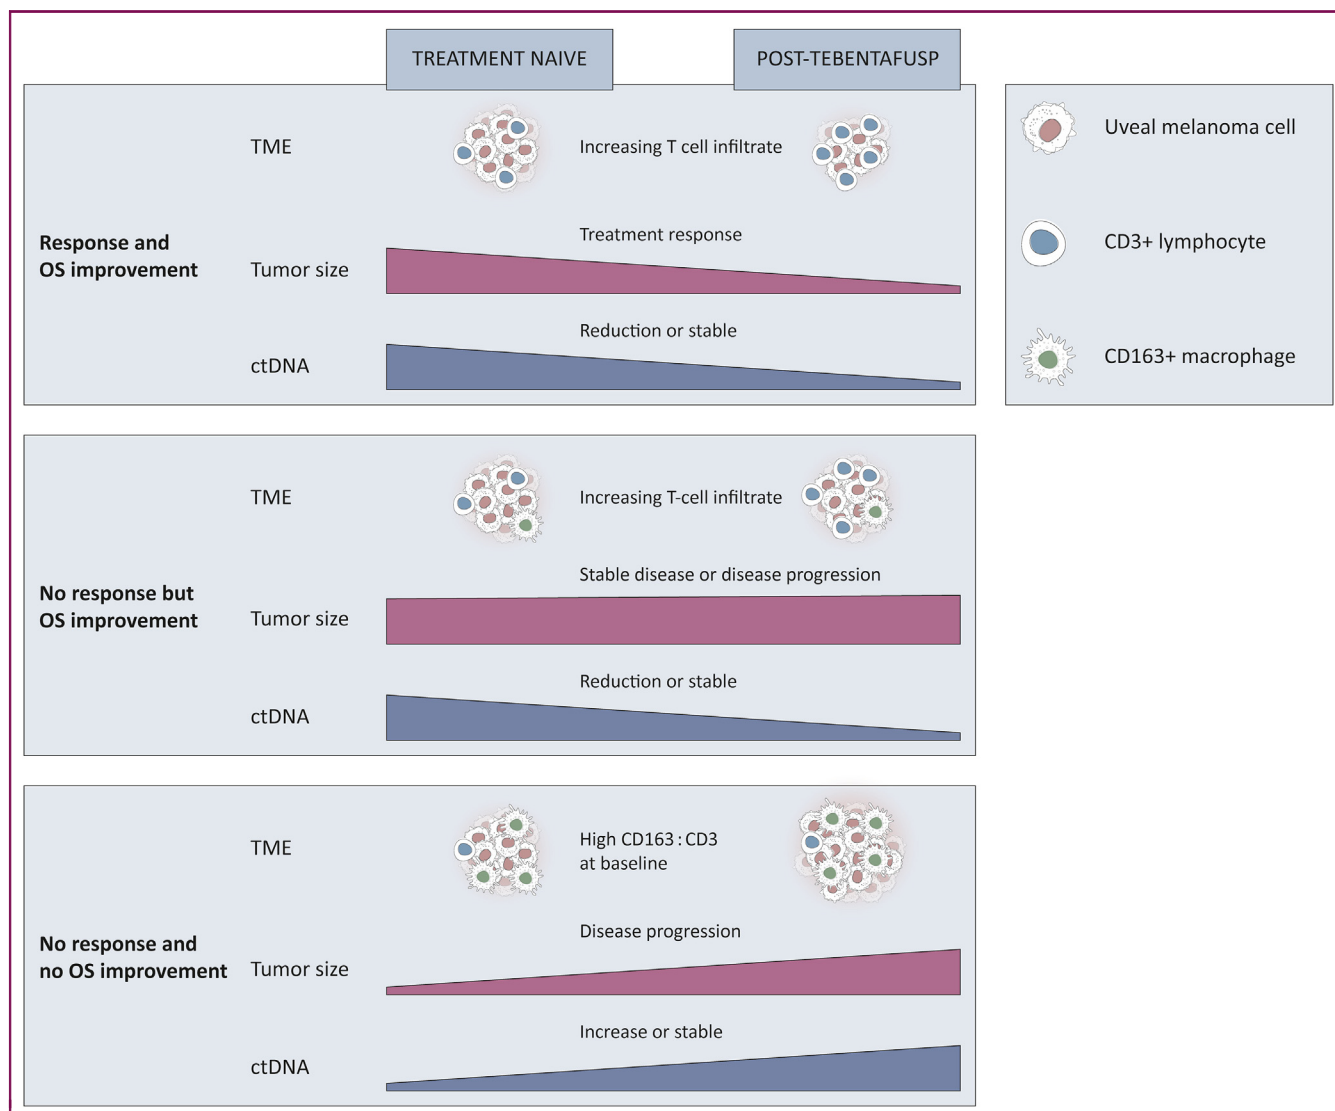 TREATMENT NAIVE
POST-TEBENTAFUSP
TME
Increasing T cell infiltrate
Response and
OS improvement
Treatment response
Tumor size
Reduction or stable
ctDNA
Uveal melanoma cell
CD3+ lymphocyte
CD163+ macrophage
TME
Increasing T-cell infiltrate
No response but
OS improvement
Stable disease or disease progression
Tumor size
Reduction or stable
ctDNA
TME
High CD163 : CD3
at baseline
No response and
no OS improvement
Disease progression
Tumor size
Increase or stable
ctDNA